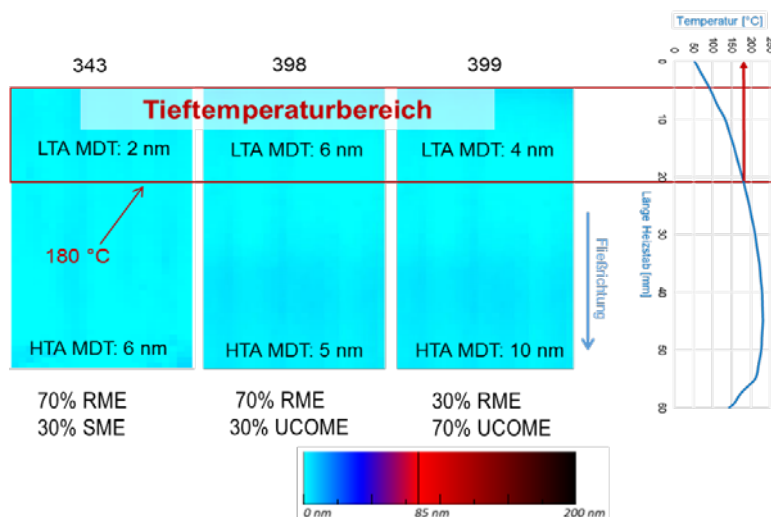 Temperatur [°C]
0 50 100 150 200
343 398 399
0
Tieftemperaturbereich
10
LTA MDT: 2 nm LTA MDT: 6 nm LTA MDT: 4 nm
20
180 °C
Fließrichtung
Länge Heizstab [mm]
30
40
50
HTA MDT: 6 nm HTA MDT: 5 nm HTA MDT: 10 nm
70% RME 70% RME 30% RME
30% SME 30% UCOME 70% UCOME
0 nm 85 nm 200 nm